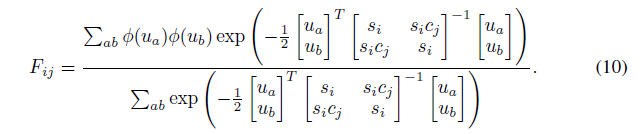 F_{ij} = \frac{\sum_{ab} \phi(u_a)\phi(u_b) \exp\left(-\frac{1}{2} \begin{bmatrix} u_a \\ u_b \end{bmatrix}^T \begin{bmatrix} s_i & s_i c_j \\ s_i c_j & s_i \end{bmatrix}^{-1} \begin{bmatrix} u_a \\ u_b \end{bmatrix}\right)}{\sum_{ab} \exp\left(-\frac{1}{2} \begin{bmatrix} u_a \\ u_b \end{bmatrix}^T \begin{bmatrix} s_i & s_i c_j \\ s_i c_j & s_i \end{bmatrix}^{-1} \begin{bmatrix} u_a \\ u_b \end{bmatrix}\right)}. (10)